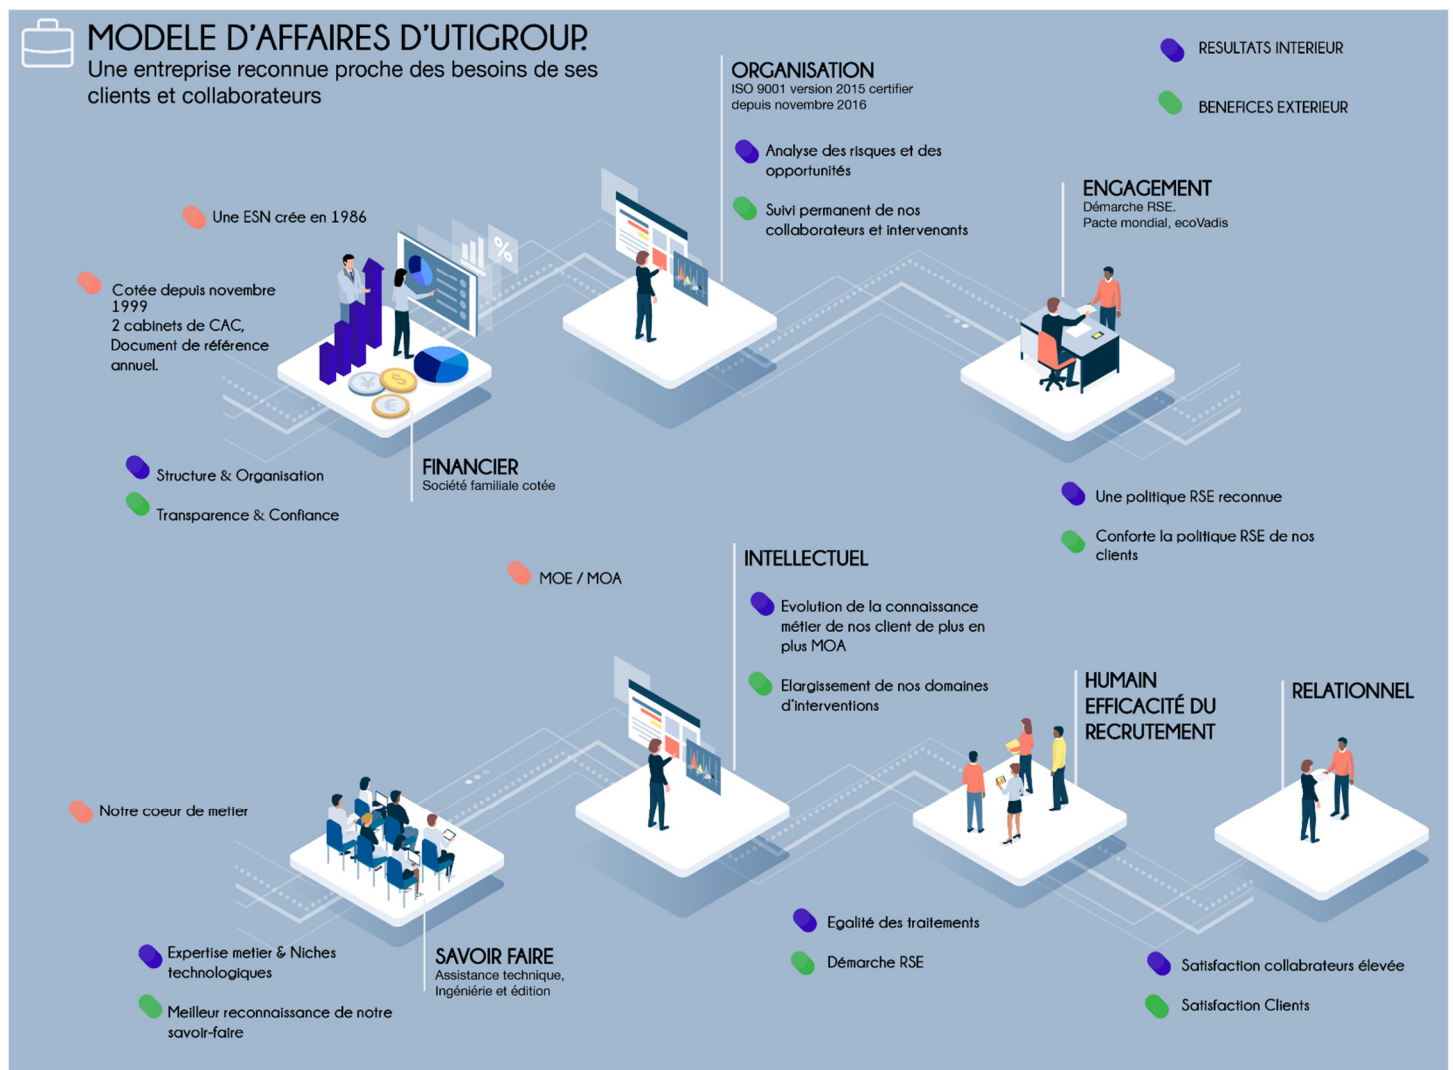 MODELE D'AFFAIRES D'UTIGROUP.
Une entreprise reconnue proche des besoins de ses
clients et collaborateurs
RESULTATS INTERIEUR
BENEFICES EXTERIEUR
ORGANISATION
ISO 9001 version 2015 certifier
depuis novembre 2016
Analyse des risques et des
opportunités
Suivi permanent de nos
collaborateurs et intervenants
ENGAGEMENT
Démarche RSE.
Pacte mondial, ecoVadis
Une ESN crée en 1986
Cotée depuis novembre
1999
2 cabinets de CAC,
Document de référence
annuel.
%
¥
$
€
Structure & Organisation
Transparence & Confiance
FINANCIER
Société familiale cotée
Une politique RSE reconnue
Conforte la politique RSE de nos
clients
MOE / MOA
INTELLECTUEL
Evolution de la connaissance
métier de nos client de plus en
plus MOA
Elargissement de nos domaines
d'interventions
HUMAIN
EFFICACITÉ DU
RECRUTEMENT
RELATIONNEL
Notre coeur de metier
Expertise metier & Niches
technologiques
Meilleur reconnaissance de notre
savoir-faire
SAVOIR FAIRE
Assistance technique,
Ingéniérie et édition
Egalité des traitements
Démarche RSE
Satisfaction collabrateurs élevée
Satisfaction Clients